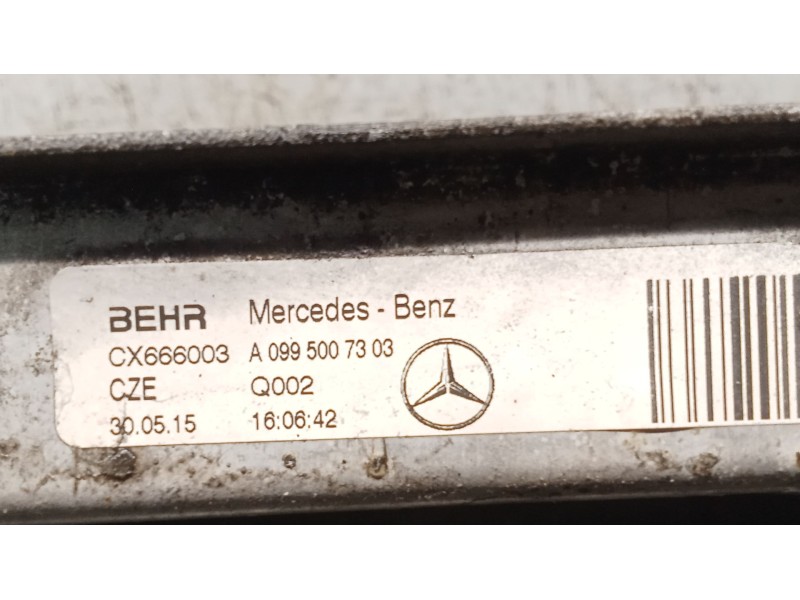 BEHR Mercedes - Benz
CX666003 A 099 500 73 03
CZE Q002
30.05.15 16:06:42